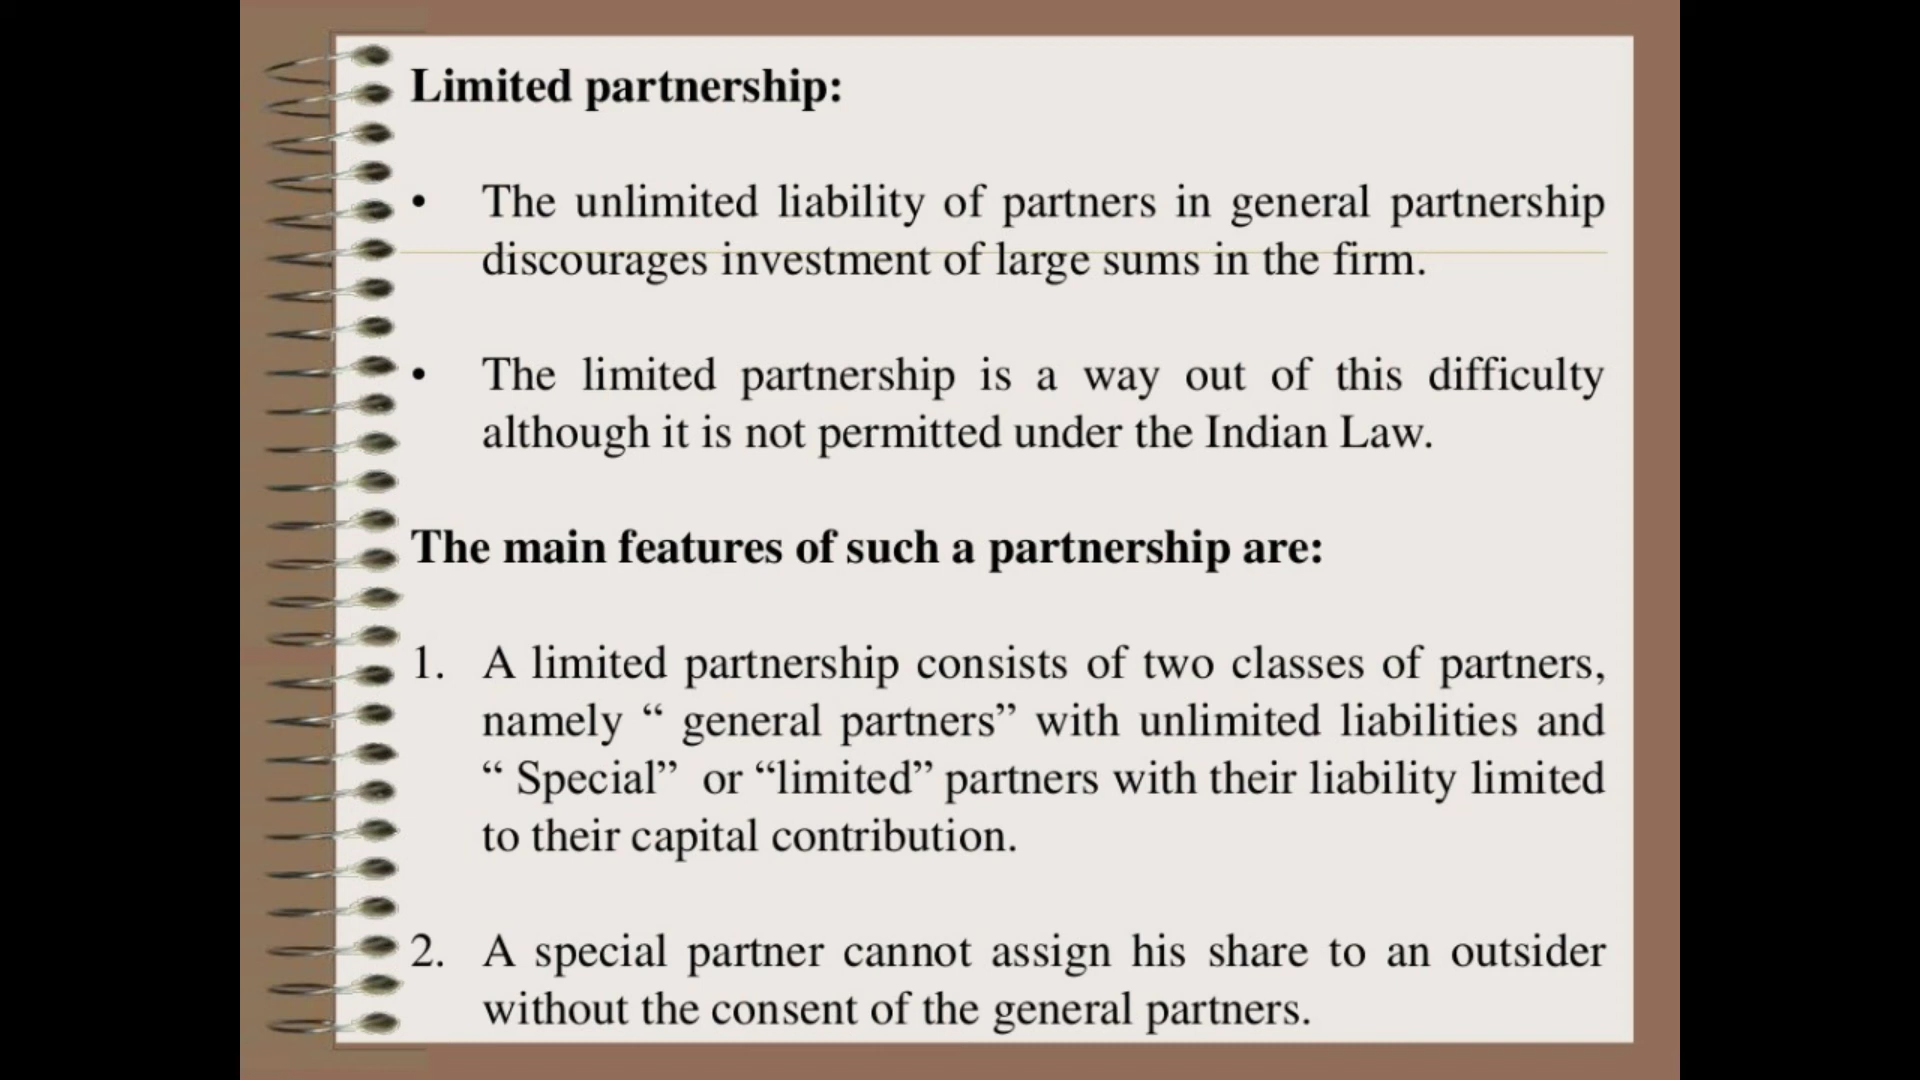 Limited partnership:
• The unlimited liability of partners in general partnership
discourages investment of large sums in the firm.
• The limited partnership is a way out of this difficulty
although it is not permitted under the Indian Law.
The main features of such a partnership are:
1. A limited partnership consists of two classes of partners,
namely “ general partners” with unlimited liabilities and
“ Special”  or “limited” partners with their liability limited
to their capital contribution.
2. A special partner cannot assign his share to an outsider
without the consent of the general partners.